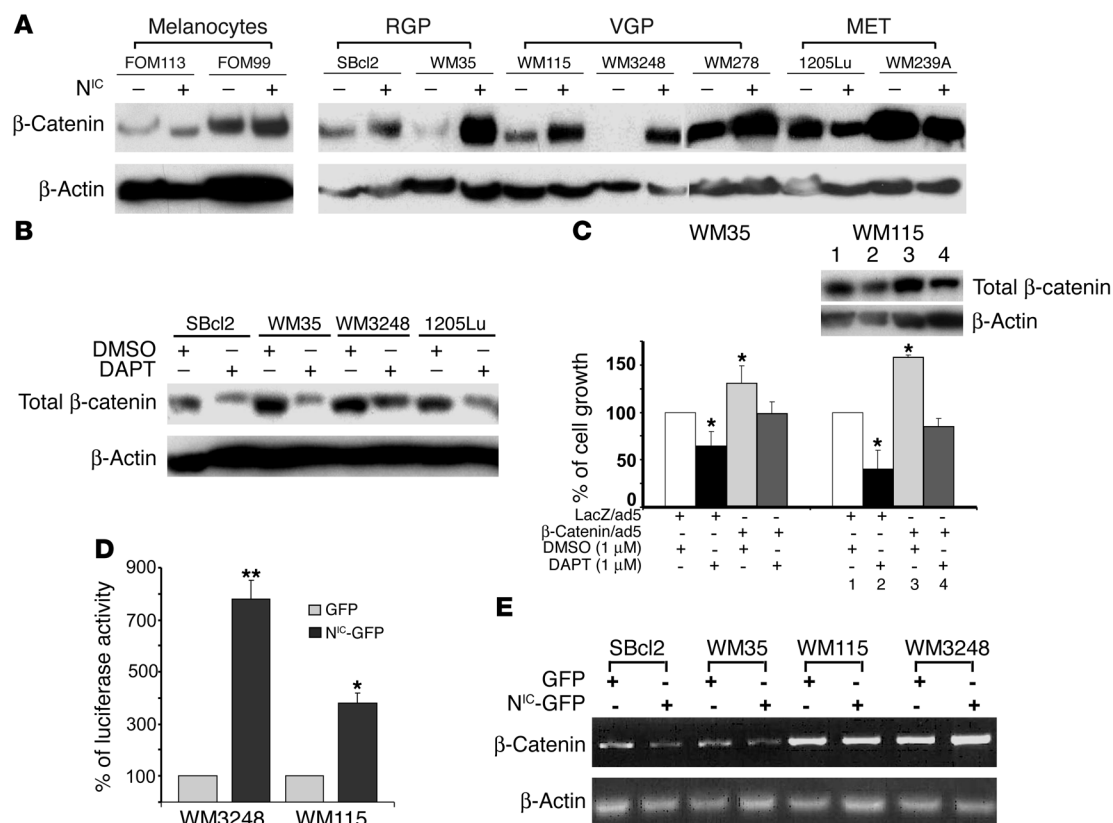 A
Melanocytes RGP VGP MET
FOM113 FOM99 SBcl2 WM35 WM115 WM3248 WM278 1205Lu WM239A
N^IC − + − + − + − + − + − + − + − + − +
β-Catenin
β-Actin
B
SBcl2 WM35 WM3248 1205Lu
DMSO + − + − + − + −
DAPT − + − + − + − +
Total β-catenin
β-Actin
C
WM35 WM115
1 2 3 4
Total β-catenin
β-Actin
% of cell growth
150
100
50
0
* * * *
LacZ/ad5 + + - - + + - -
β-Catenin/ad5 - - + + - - + +
DMSO (1 μM) + - + - + - + -
DAPT (1 μM) - + - + - + - +
1 2 3 4
D
% of luciferase activity
900
700
500
300
100
** *
GFP
N^IC-GFP
WM3248 WM115
E
SBcl2 WM35 WM115 WM3248
GFP + - + - + - + -
N^IC-GFP - + - + - + - +
β-Catenin
β-Actin